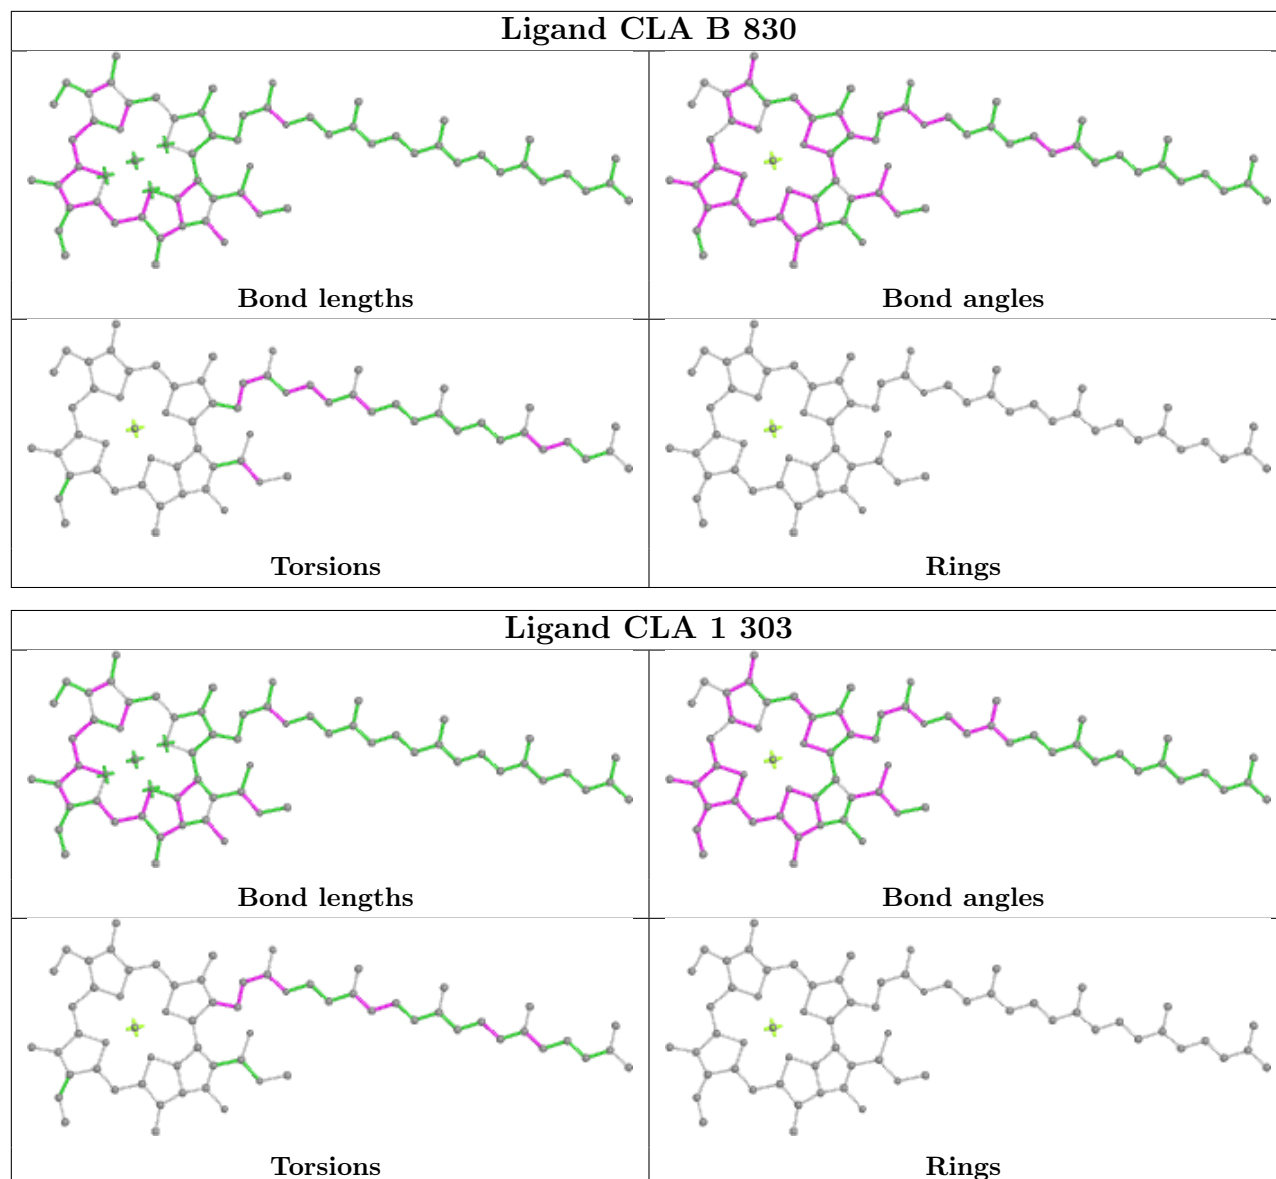 Ligand CLA B 830
Bond lengths
Bond angles
Torsions
Rings
Ligand CLA 1 303
Bond lengths
Bond angles
Torsions
Rings